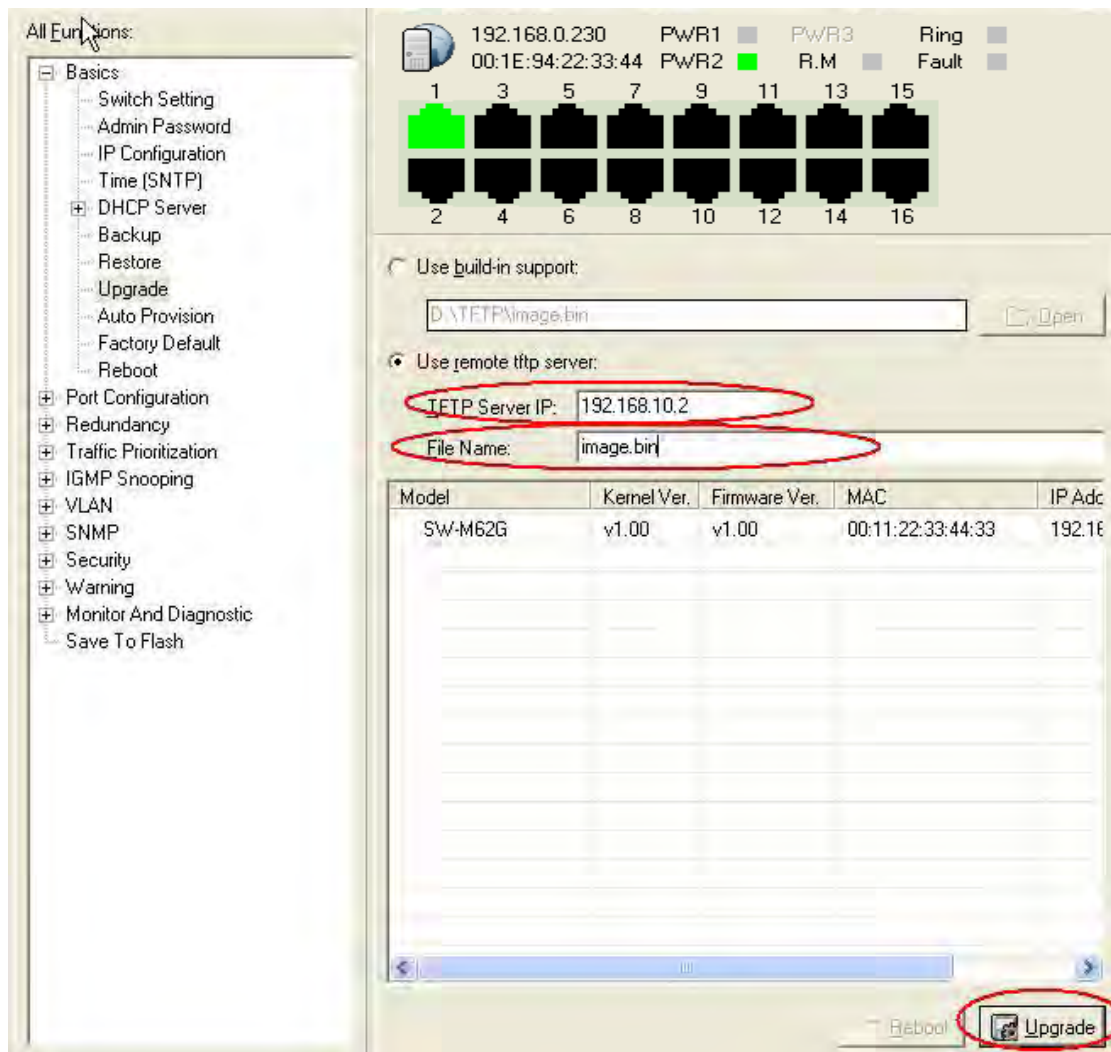 All Functions:
Basics
Switch Setting
Admin Password
IP Configuration
Time (SNTP)
DHCP Server
Backup
Restore
Upgrade
Auto Provision
Factory Default
Reboot
Port Configuration
Redundancy
Traffic Prioritization
IGMP Snooping
VLAN
SNMP
Security
Warning
Monitor And Diagnostic
Save To Flash
192.168.0.230 PWR1 PWR3 Ring
00:1E:94:22:33:44 PWR2 R.M Fault
1 3 5 7 9 11 13 15
2 4 6 8 10 12 14 16
Use build-in support:
D:\TFTP\image.bin Open
Use remote tftp server:
TFTP Server IP: 192.168.10.2
File Name: image.bin
Model Kernel Ver. Firmware Ver. MAC IP Adc
SW-M62G v1.00 v1.00 00:11:22:33:44:33 192.16
Reboot Upgrade